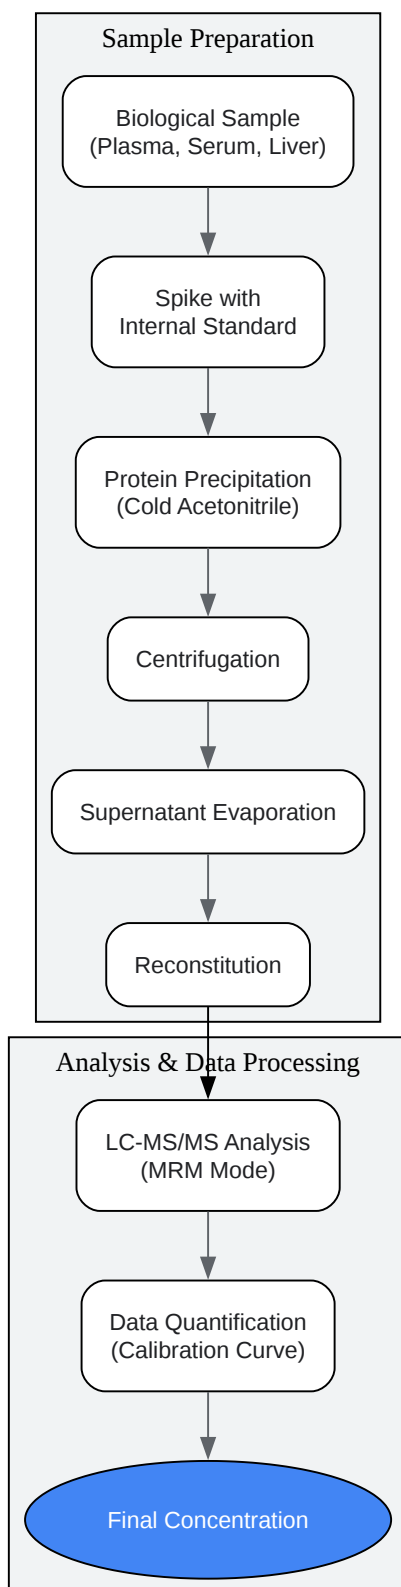 Sample Preparation
Biological Sample
(Plasma, Serum, Liver)
Spike with
Internal Standard
Protein Precipitation
(Cold Acetonitrile)
Centrifugation
Supernatant Evaporation
Reconstitution
Analysis & Data Processing
LC-MS/MS Analysis
(MRM Mode)
Data Quantification
(Calibration Curve)
Final Concentration